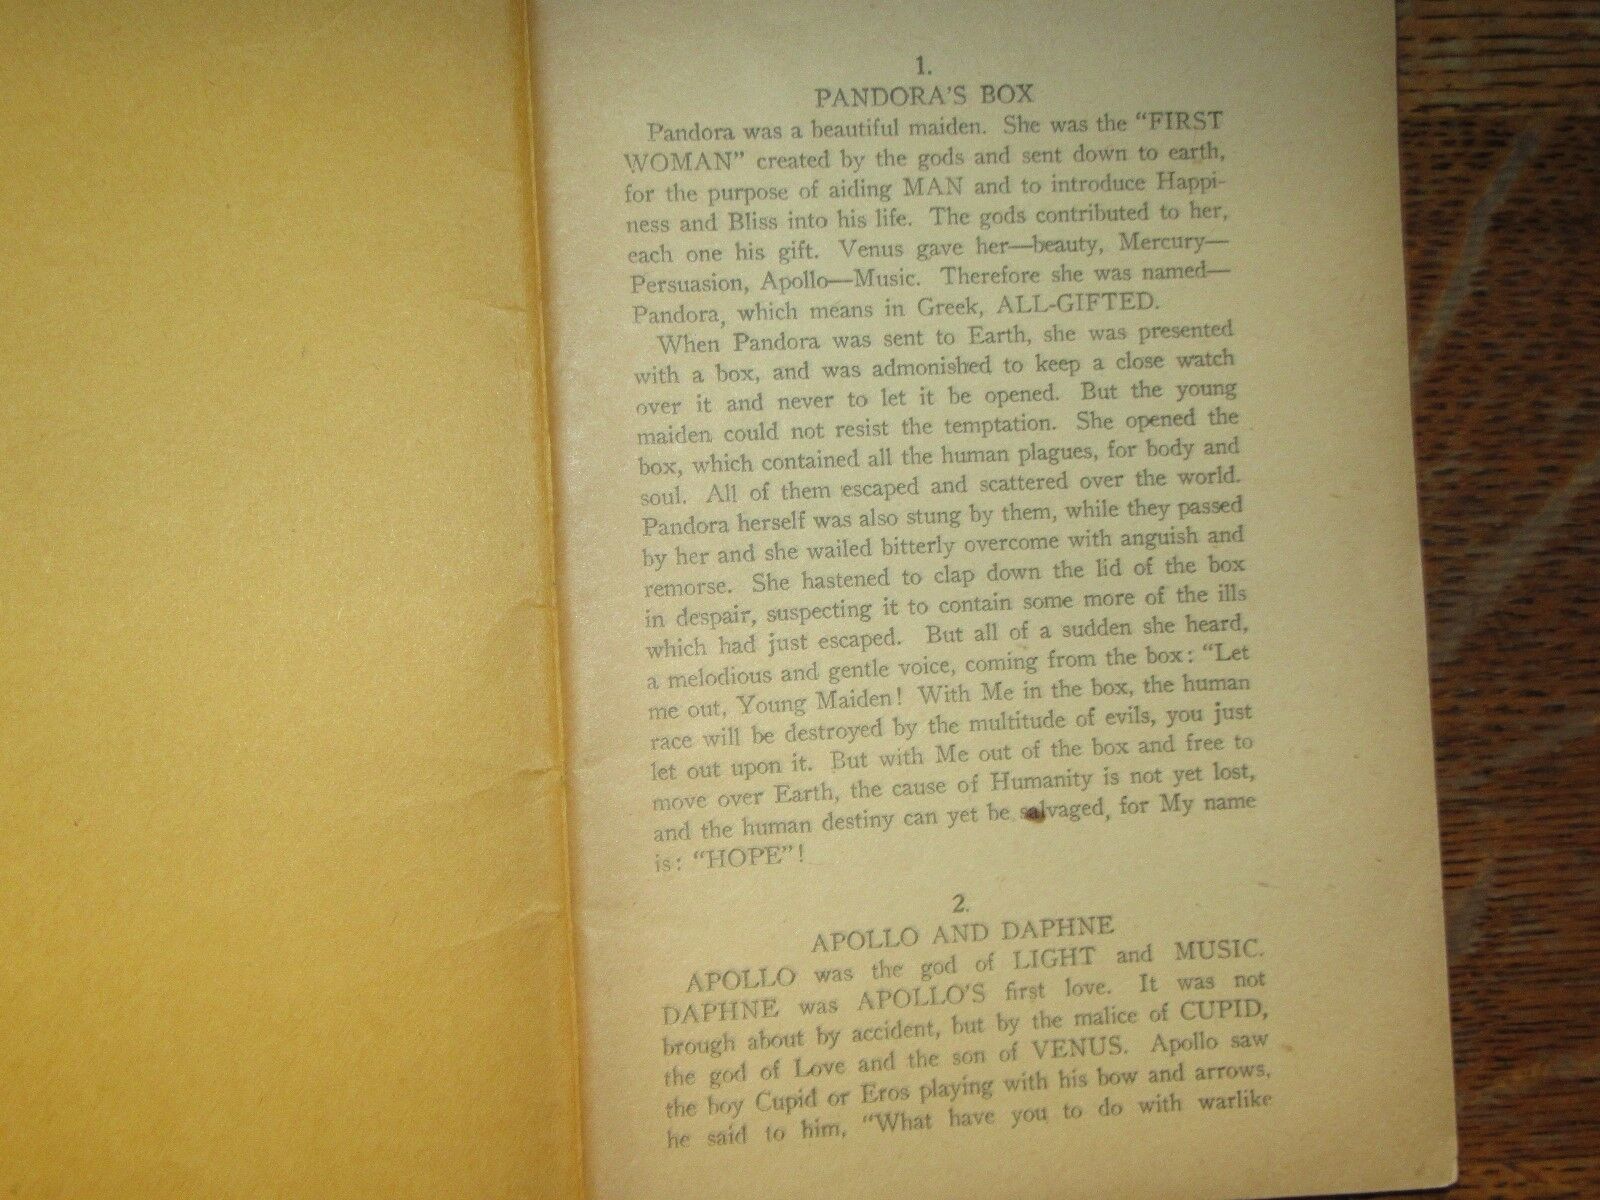 1.
PANDORA'S BOX
Pandora was a beautiful maiden. She was the "FIRST
WOMAN" created by the gods and sent down to earth,
for the purpose of aiding MAN and to introduce Happi-
ness and Bliss into his life. The gods contributed to her,
each one his gift. Venus gave her—beauty, Mercury—
Persuasion, Apollo—Music. Therefore she was named—
Pandora, which means in Greek, ALL-GIFTED.
When Pandora was sent to Earth, she was presented
with a box, and was admonished to keep a close watch
over it and never to let it be opened. But the young
maiden could not resist the temptation. She opened the
box, which contained all the human plagues, for body and
soul. All of them escaped and scattered over the world.
Pandora herself was also stung by them, while they passed
by her and she wailed bitterly overcome with anguish and
remorse. She hastened to clap down the lid of the box
in despair, suspecting it to contain some more of the ills
which had just escaped. But all of a sudden she heard,
a melodious and gentle voice, coming from the box: "Let
me out, Young Maiden! With Me in the box, the human
race will be destroyed by the multitude of evils, you just
let out upon it. But with Me out of the box and free to
move over Earth, the cause of Humanity is not yet lost,
and the human destiny can yet be salvaged, for My name
is: "HOPE"!
2.
APOLLO AND DAPHNE
APOLLO was the god of LIGHT and MUSIC.
DAPHNE was APOLLO'S first love. It was not
brough about by accident, but by the malice of CUPID,
the god of Love and the son of VENUS. Apollo saw
the boy Cupid or Eros playing with his bow and arrows,
he said to him, "What have you to do with warlike